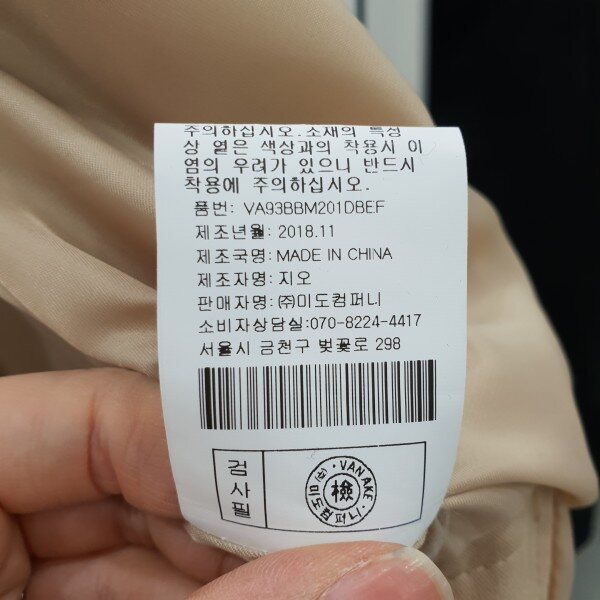 주의하십시오.소재의 특성
상 옅은 색상과의 착용시 이
염의 우려가 있으니 반드시
착용에 주의하십시오.
품번: VA93BBM201DBEF
제조년월: 2018.11
제조국명: MADE IN CHINA
제조자명: 지오
판매자명: ㈜미도컴퍼니
소비자상담실:070-8224-4417
서울시 금천구 벚꽃로 298
검사필
VANAKE
檢
(주)미도컴퍼니